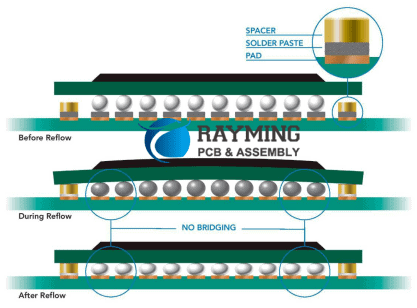 SPACER
SOLDER PASTE
PAD
Before Reflow
RAYMING
PCB & ASSEMBLY
During Reflow
NO BRIDGING
After Reflow